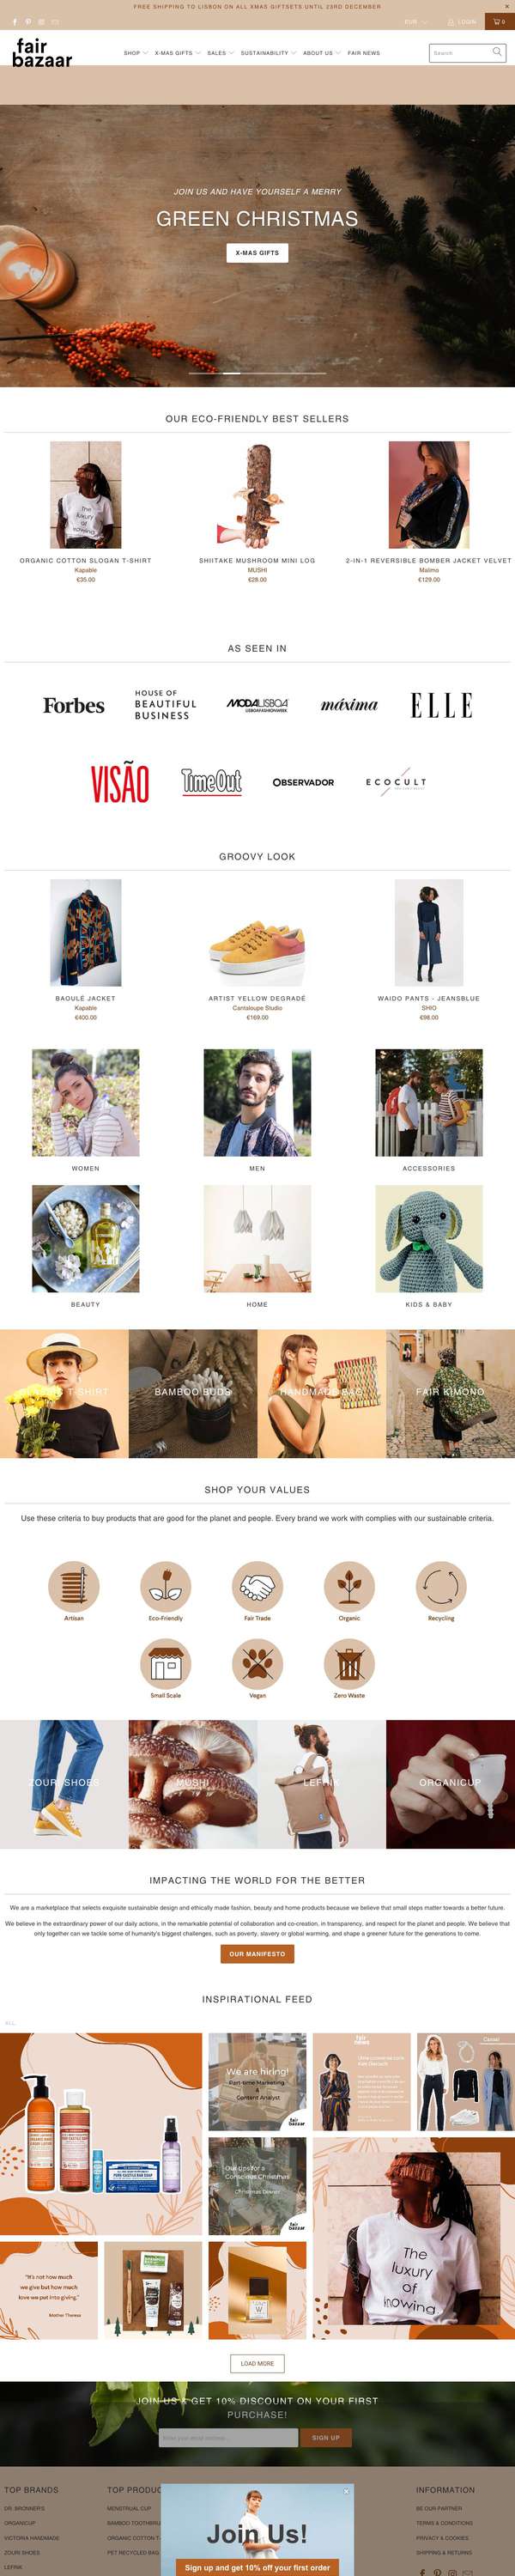 FREE SHIPPING TO LISBON ON ALL XMAS GIFTSETS UNTIL 23RD DECEMBER
EUR LOGIN 0
fair
bazaar
SHOP X-MAS GIFTS SALES SUSTAINABILITY ABOUT US FAIR NEWS Search
JOIN US AND HAVE YOURSELF A MERRY
GREEN CHRISTMAS
X-MAS GIFTS
OUR ECO-FRIENDLY BEST SELLERS
The
luxury
of
knowing
ORGANIC COTTON SLOGAN T-SHIRT SHIITAKE MUSHROOM MINI LOG 2-IN-1 REVERSIBLE BOMBER JACKET VELVET
Kapable MUSHI Maiimo
€35.00 €28.00 €129.00
AS SEEN IN
Forbes HOUSE OF BEAUTIFUL BUSINESS MODALISBOA LISBOAFASHIONWEEK máxima ELLE
VISÃO TimeOut OBSERVADOR ECOCULT
GROOVY LOOK
BAOULÉ JACKET ARTIST YELLOW DEGRADÉ WAIDO PANTS - JEANSBLUE
Kapable Cantaloupe Studio SHIO
€400.00 €169.00 €98.00
WOMEN MEN ACCESSORIES
BEAUTY HOME KIDS & BABY
T-SHIRT BAMBOO BUDS HANDMADE BAG FAIR KIMONO
SHOP YOUR VALUES
Use these criteria to buy products that are good for the planet and people. Every brand we work with complies with our sustainable criteria.
Artisan Eco-Friendly Fair Trade Organic Recycling
Small Scale Vegan Zero Waste
ZOURI SHOES MUSHI LEFRIK ORGANICUP
IMPACTING THE WORLD FOR THE BETTER
We are a marketplace that selects exquisite sustainable design and ethically made fashion, beauty and home products because we believe that small steps matter towards a better future.
We believe in the extraordinary power of our daily actions, in the remarkable potential of collaboration and co-creation, in transparency, and respect for the planet and people. We believe that
only together can we tackle some of humanity's biggest challenges, such as poverty, slavery or global warming, and shape a greener future for the generations to come.
OUR MANIFESTO
INSPIRATIONAL FEED
ALL
We are hiring!
Part-time Marketing
&
Content Analyst
fair
bazaar
fair
news
Casual
Our tips for a
Conscious Christmas
Christmas Dinner
fair
bazaar
The
luxury
of
knowing
"It's not how much
we give but how much
love we put into giving."
Mother Theresa
LOAD MORE
JOIN US & GET 10% DISCOUNT ON YOUR FIRST
PURCHASE!
Enter your email address...
SIGN UP
TOP BRANDS TOP PRODUC INFORMATION
DR. BRONNER'S MENSTRUAL CUP BE OUR PARTNER
ORGANICUP BAMBOO TOOTHBRU TERMS & CONDITIONS
VICTORIA HANDMADE ORGANIC COTTON T- PRIVACY & COOKIES
ZOURI SHOES PET RECYCLED BAG SHIPPING & RETURNS
LEFRIK
Join Us!
Sign up and get 10% off your first order